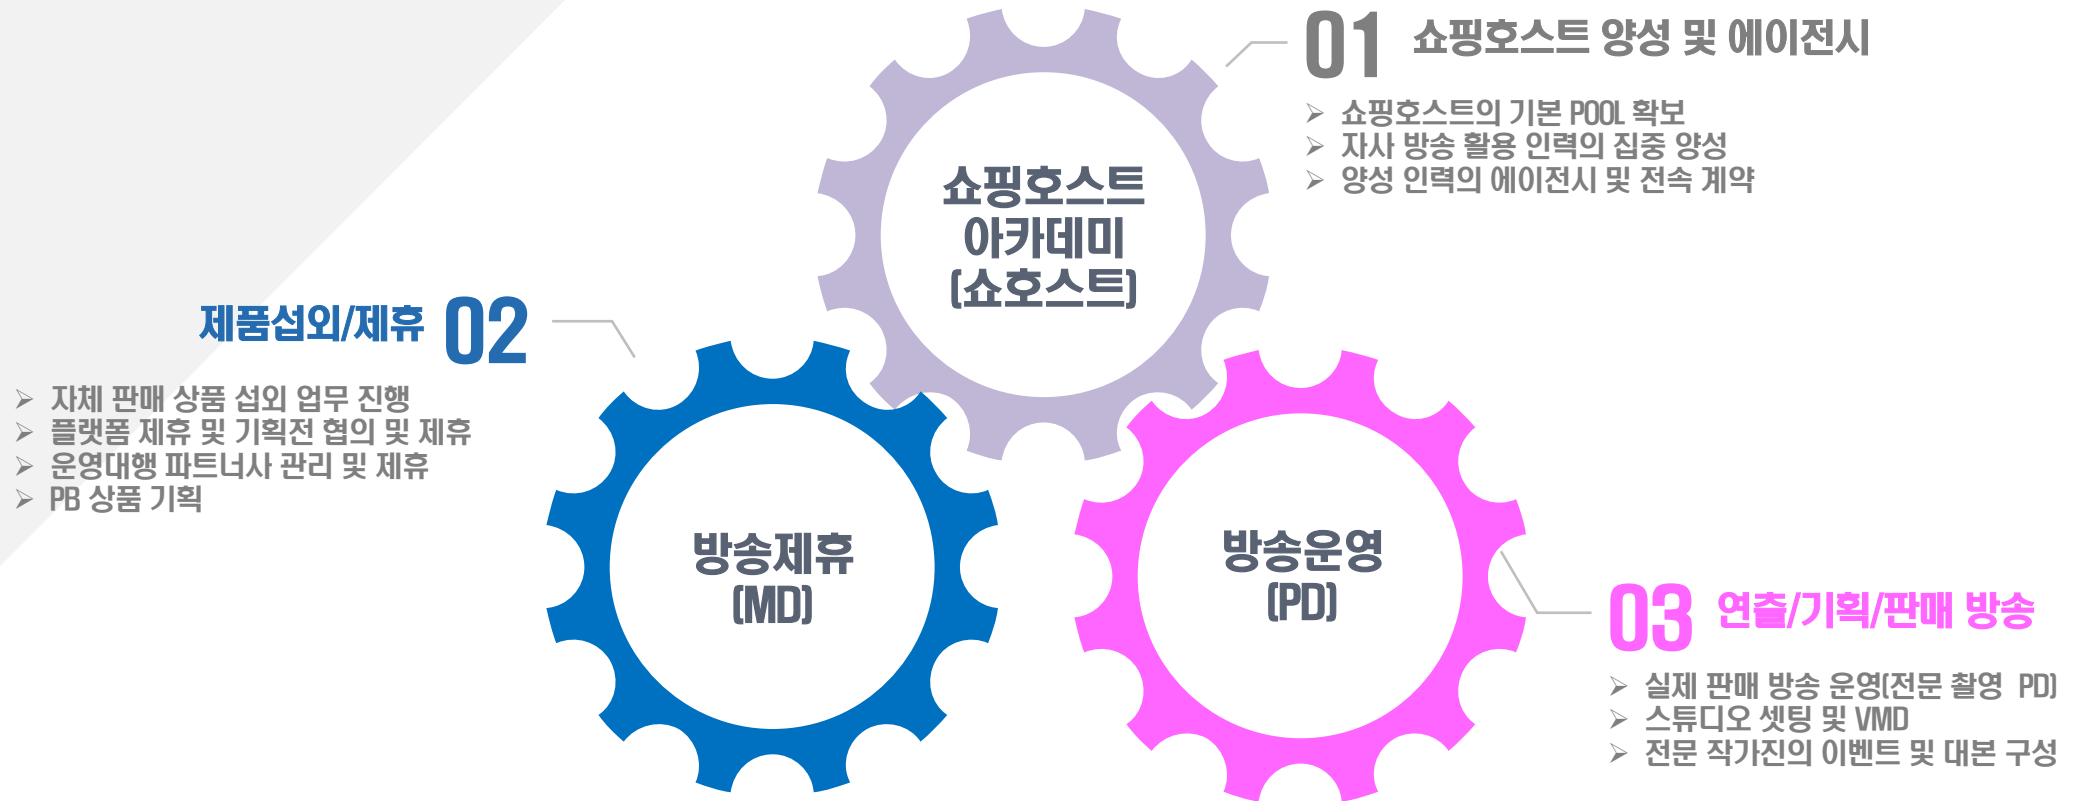 01 쇼핑호스트 양성 및 에이전시
➢ 쇼핑호스트의 기본 POOL 확보
➢ 자사 방송 활용 인력의 집중 양성
➢ 양성 인력의 에이전시 및 전속 계약
쇼핑호스트
아카데미
(쇼호스트)
제품섭외/제휴 02
➢ 자체 판매 상품 섭외 업무 진행
➢ 플랫폼 제휴 및 기획전 협의 및 제휴
➢ 운영대행 파트너사 관리 및 제휴
➢ PB 상품 기획
방송제휴
(MD)
방송운영
(PD)
03 연출/기획/판매 방송
➢ 실제 판매 방송 운영(전문 촬영 PD)
➢ 스튜디오 셋팅 및 VMD
➢ 전문 작가진의 이벤트 및 대본 구성